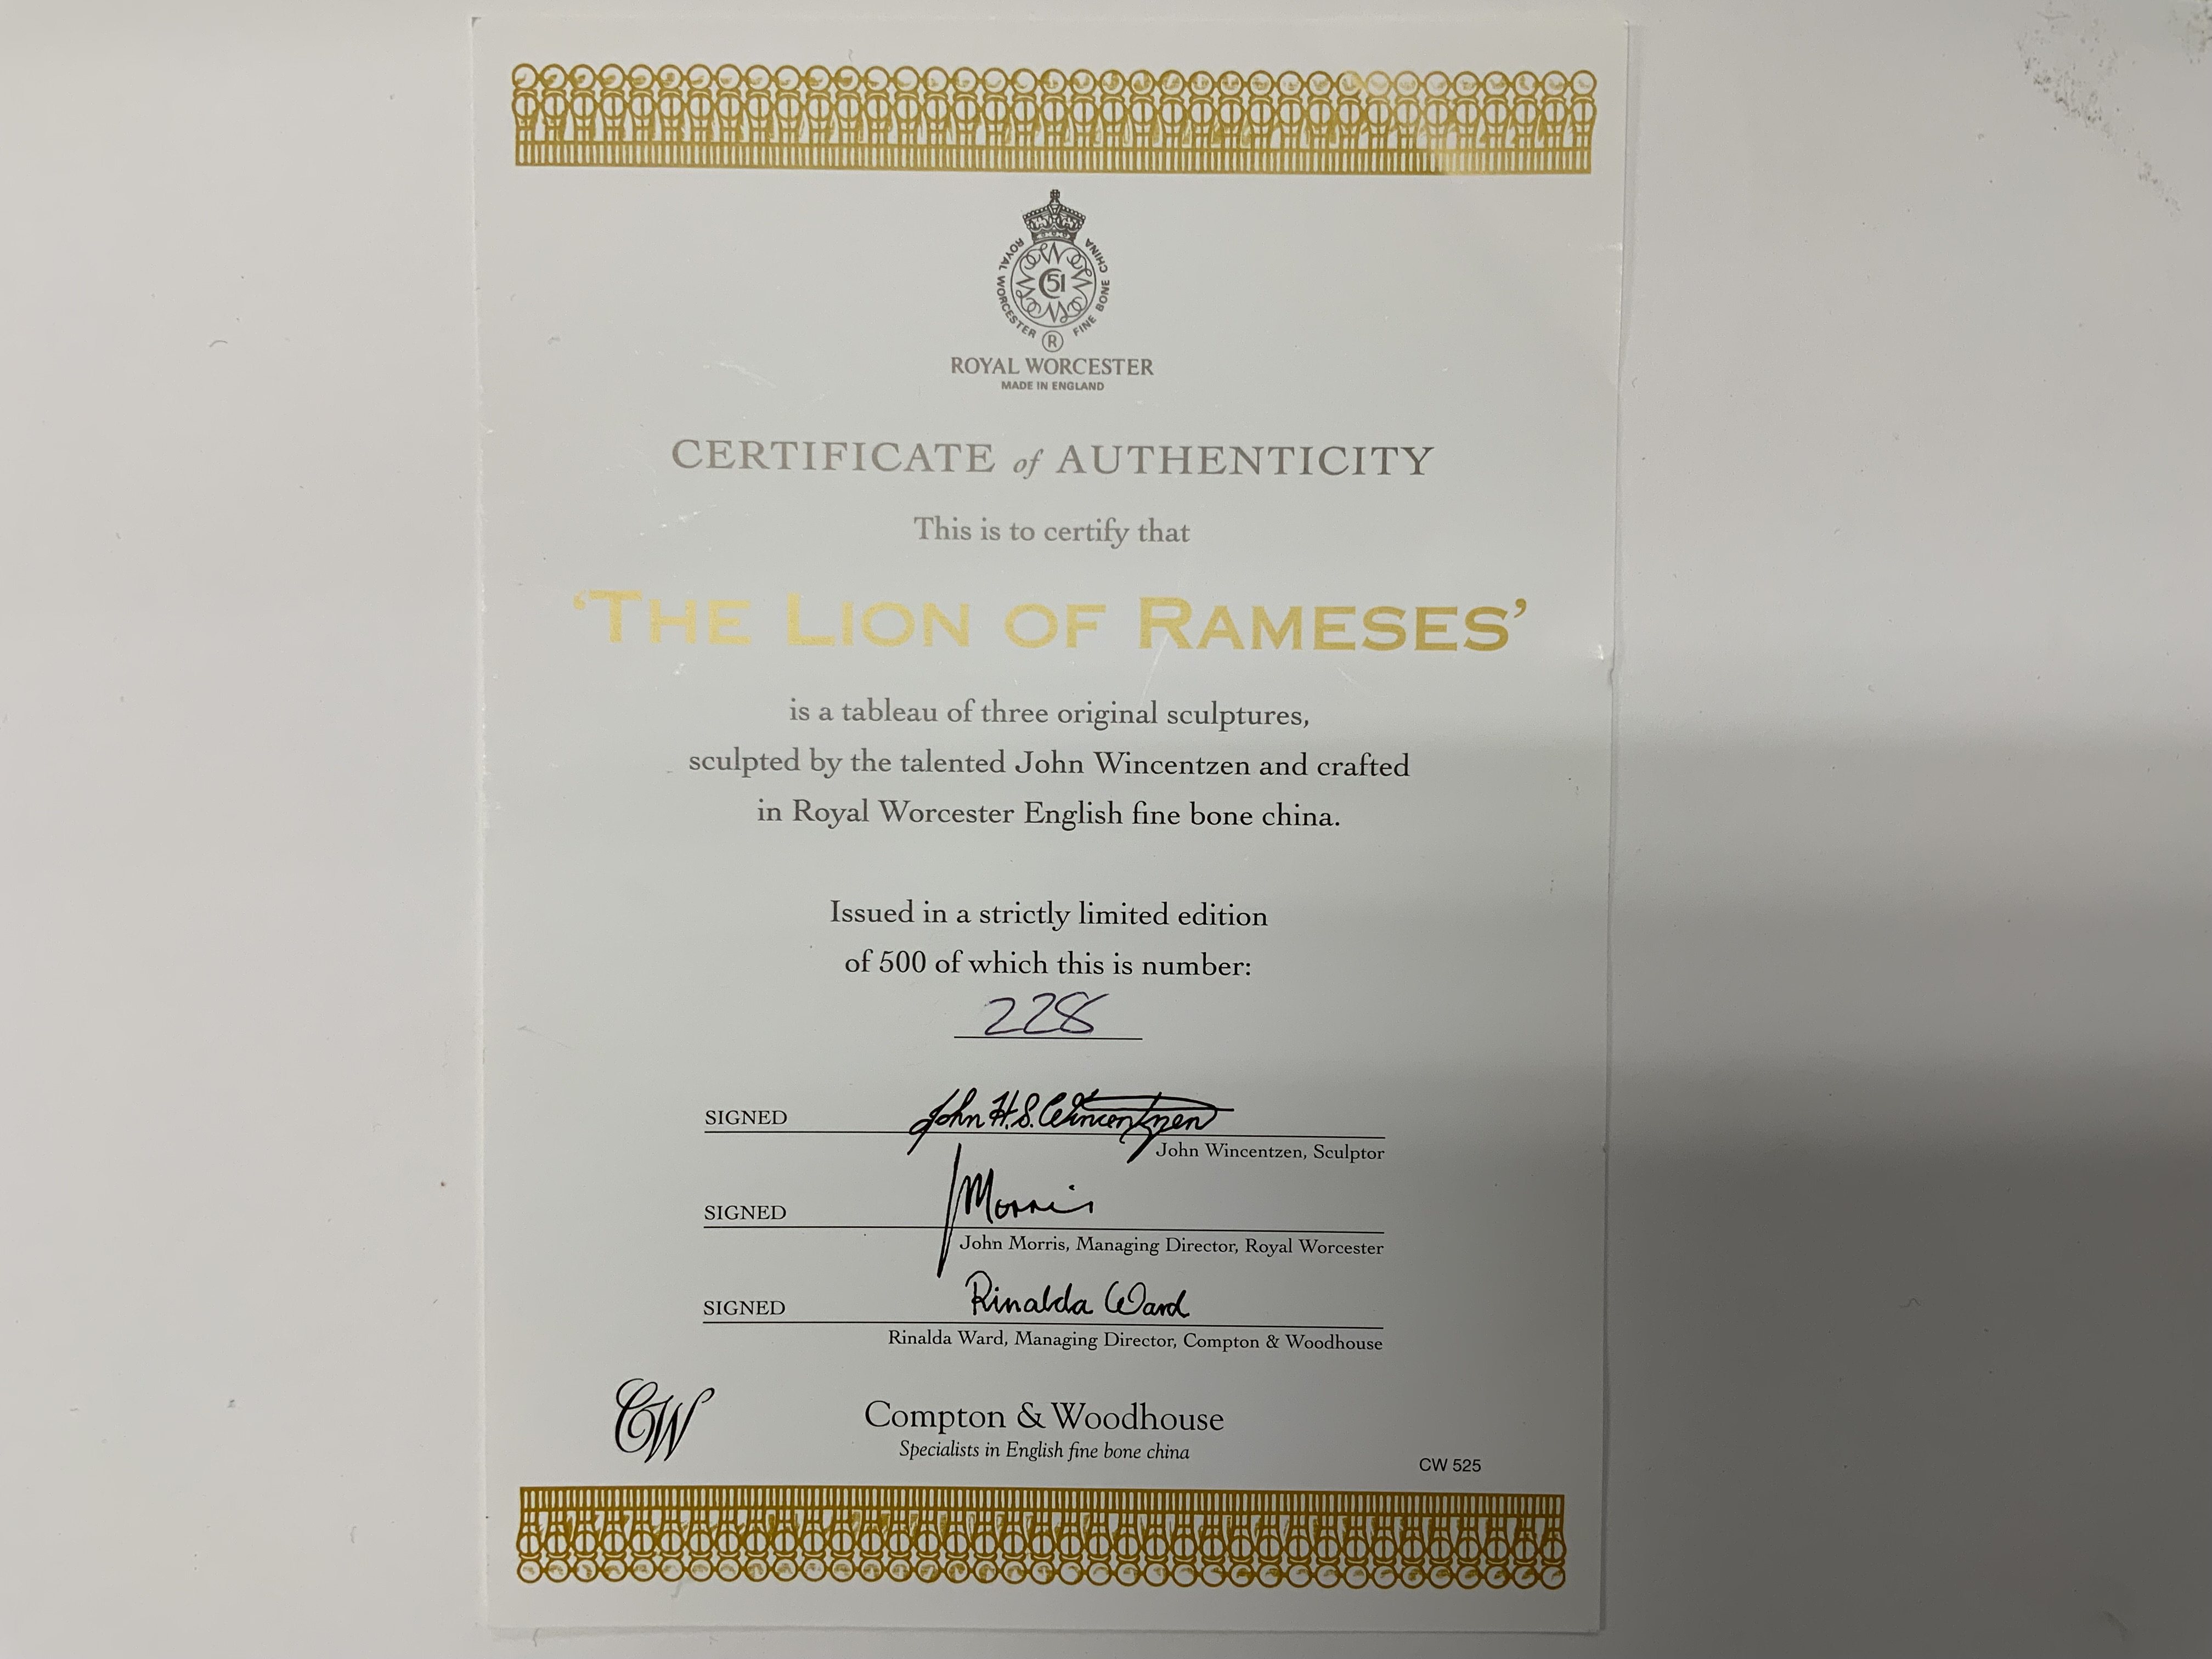 ROYAL WORCESTER FINE BONE CHINA
51
R
ROYAL WORCESTER
MADE IN ENGLAND
CERTIFICATE of AUTHENTICITY
This is to certify that
‘THE LION OF RAMESES’
is a tableau of three original sculptures,
sculpted by the talented John Wincentzen and crafted
in Royal Worcester English fine bone china.
Issued in a strictly limited edition
of 500 of which this is number:
228
SIGNED John H.S. Wincentzen
John Wincentzen, Sculptor
SIGNED J Morris
John Morris, Managing Director, Royal Worcester
SIGNED Rinalda Ward
Rinalda Ward, Managing Director, Compton & Woodhouse
CW
Compton & Woodhouse
Specialists in English fine bone china
CW 525